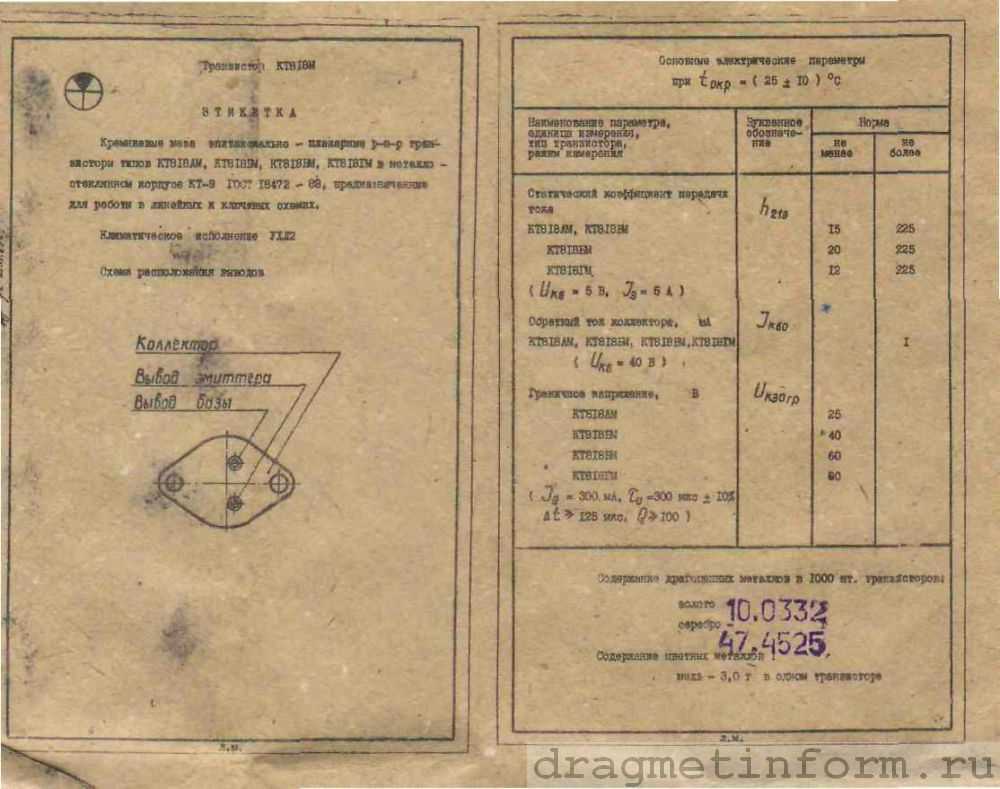 Транзистор КТ818М
ЭТИКЕТКА
Кремниевые меза эпитаксиально - планарные p-n-p тран-
зисторы типов КТ818АМ, КТ818БМ, КТ818ВМ, КТ818ГМ в металло -
стеклянном корпусе КТ-9 ГОСТ 18472 - 88, предназначенные
для работы в линейных и ключевых схемах.
Климатическое исполнение УХЛ2
Схема расположения выводов
Коллектор
Вывод эмиттера
Вывод базы
Л.М.
Основные электрические параметры
при tокр = ( 25 ± 10 ) °C
Наименование параметра,
единица измерения,
тип транзистора,
режим измерения
Буквенное
обозначе-
ние
Норма
не
менее
не
более
Статический коэффициент передачи
тока
h21э
КТ818АМ, КТ818ВМ 15 225
КТ818БМ 20 225
КТ818ГМ 12 225
( Uкб = 5 В, Jэ = 5 А )
Обратный ток коллектора, мА Jкбо
КТ818АМ, КТ818БМ, КТ818ВМ, КТ818ГМ 1
( Uкб = 40 В )
Граничное напряжение, В Uкэогр
КТ818АМ 25
КТ818БМ 40
КТ818ВМ 60
КТ818ГМ 80
( Jэ = 300 мА, τu =300 мкс ± 10%
Δt ⩾ 125 мкс, Q ⩾ 100 )
Содержание драгоценных металлов в 1000 шт. транзисторов:
золото 10.0332 г
серебро - 47.4525
Содержание цветных металлов :
медь - 3,0 г в одном транзисторе
Л.М.
dragmetinform.ru